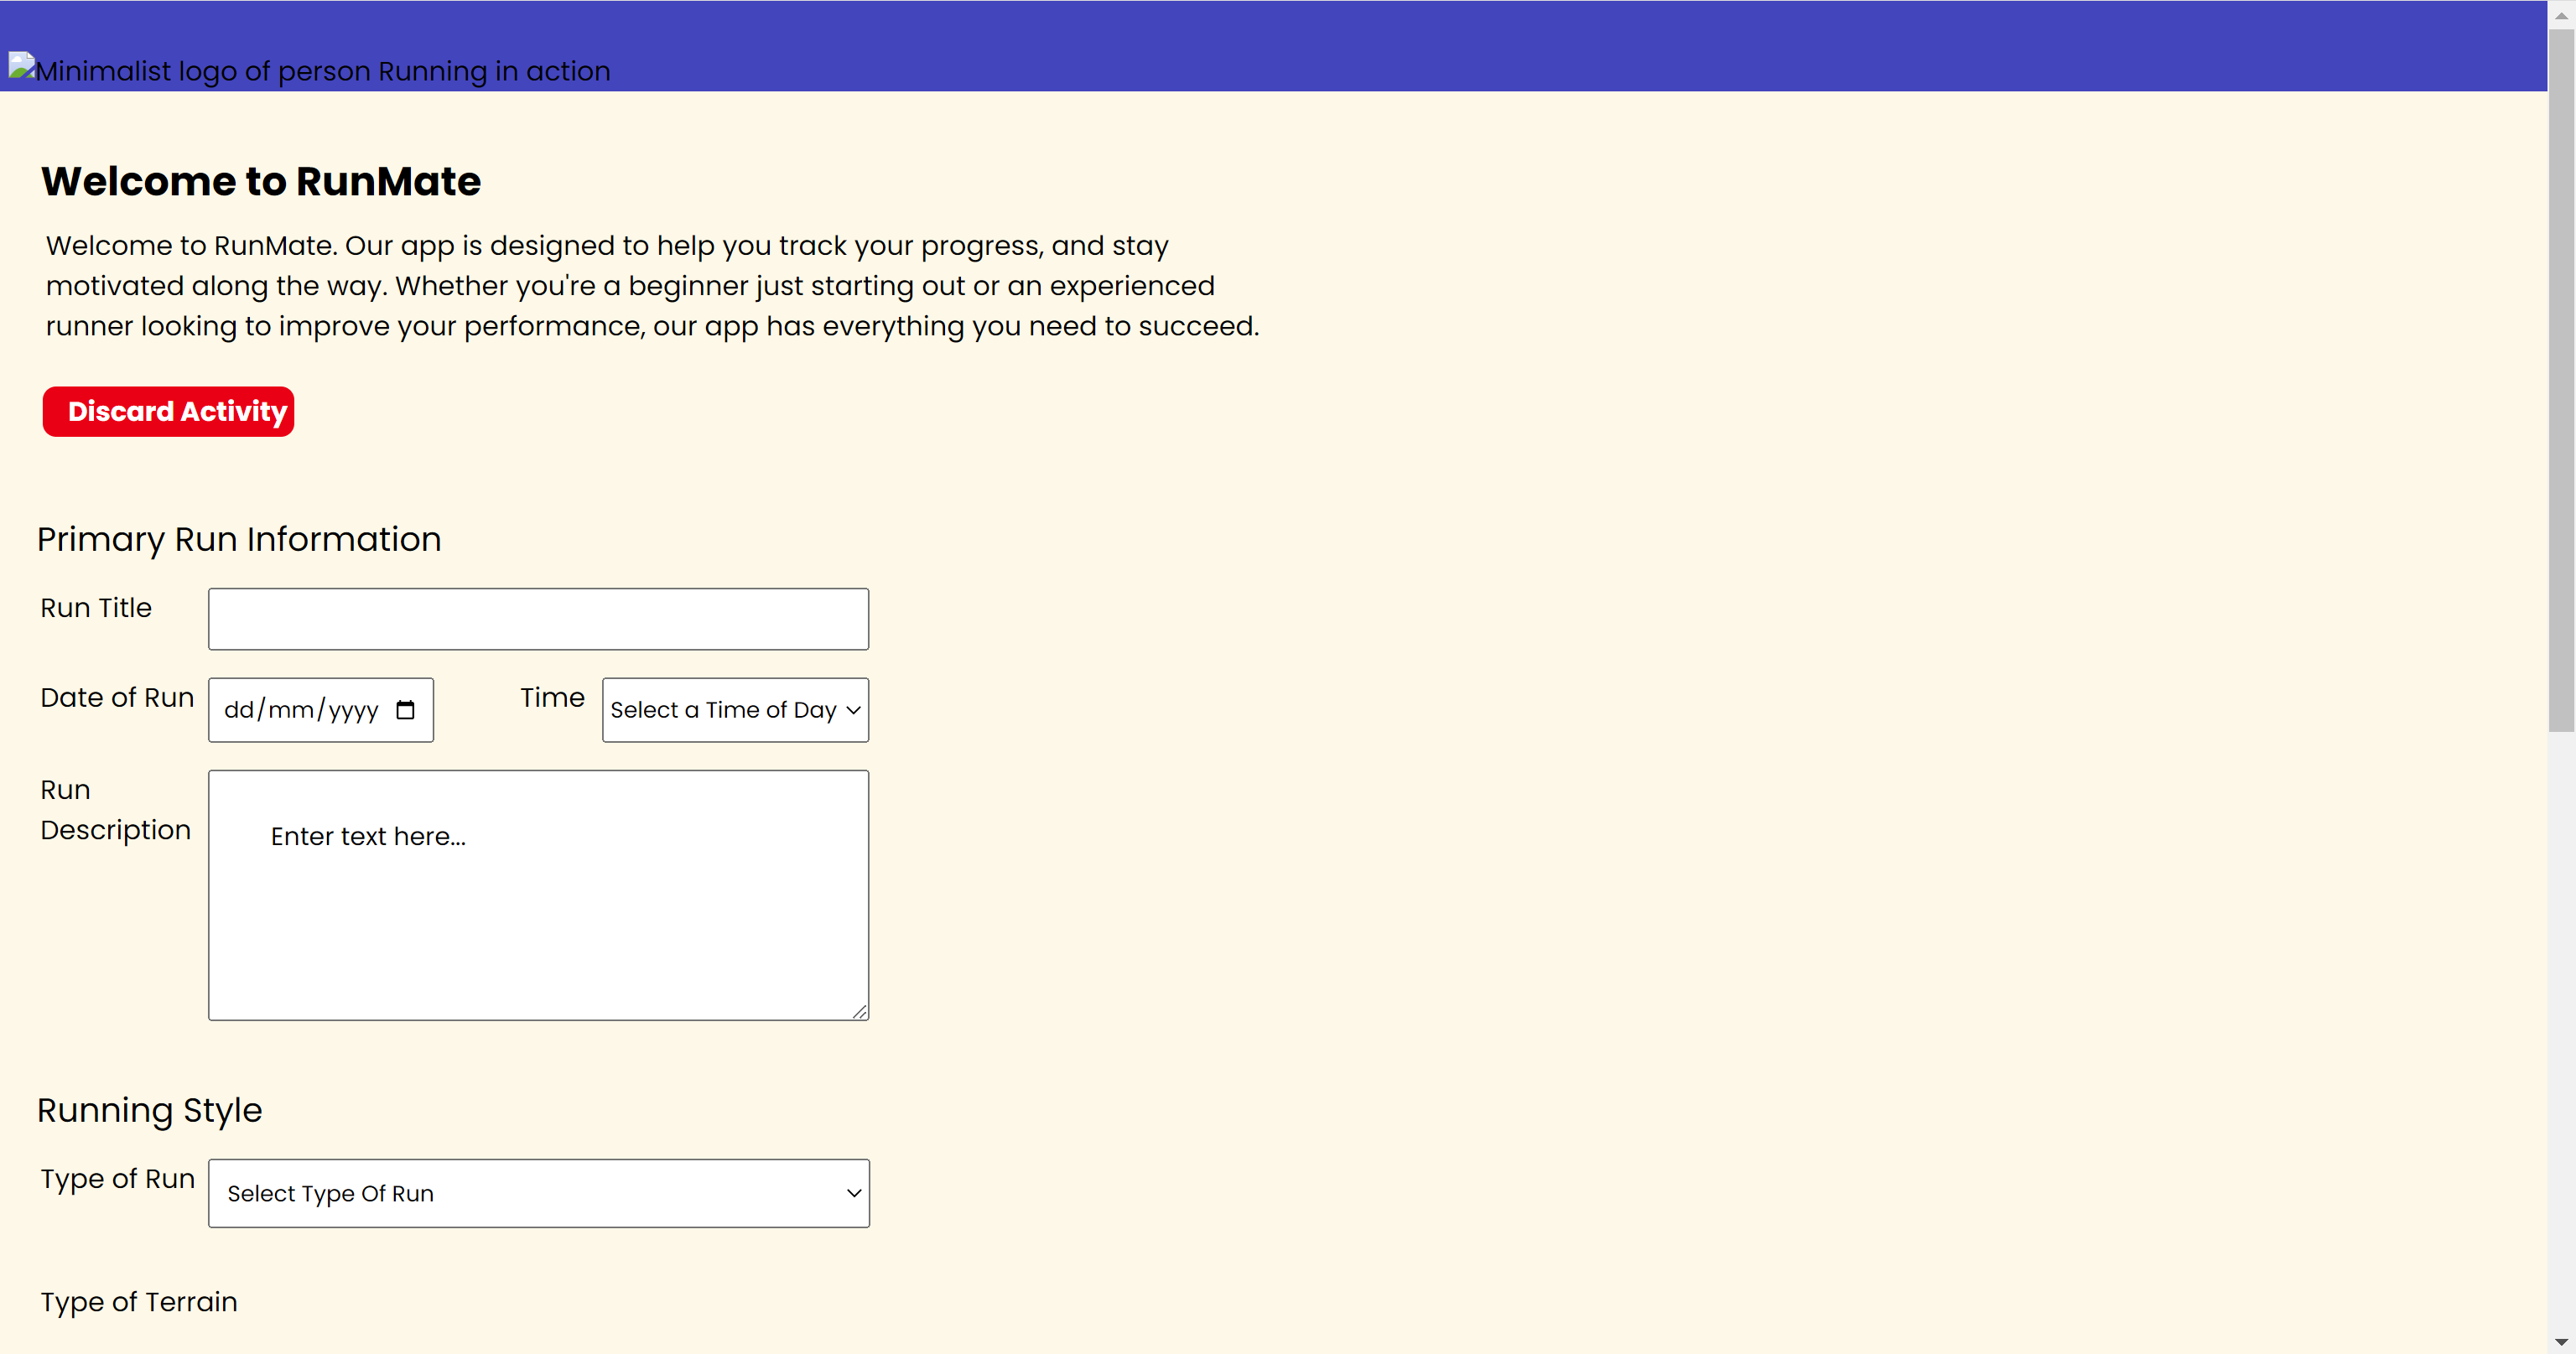 Minimalist logo of person Running in action
Welcome to RunMate
Welcome to RunMate. Our app is designed to help you track your progress, and stay
motivated along the way. Whether you're a beginner just starting out or an experienced
runner looking to improve your performance, our app has everything you need to succeed.
Discard Activity
Primary Run Information
Run Title
Date of Run dd/mm/yyyy Time Select a Time of Day
Run
Description
Enter text here...
Running Style
Type of Run Select Type Of Run
Type of Terrain